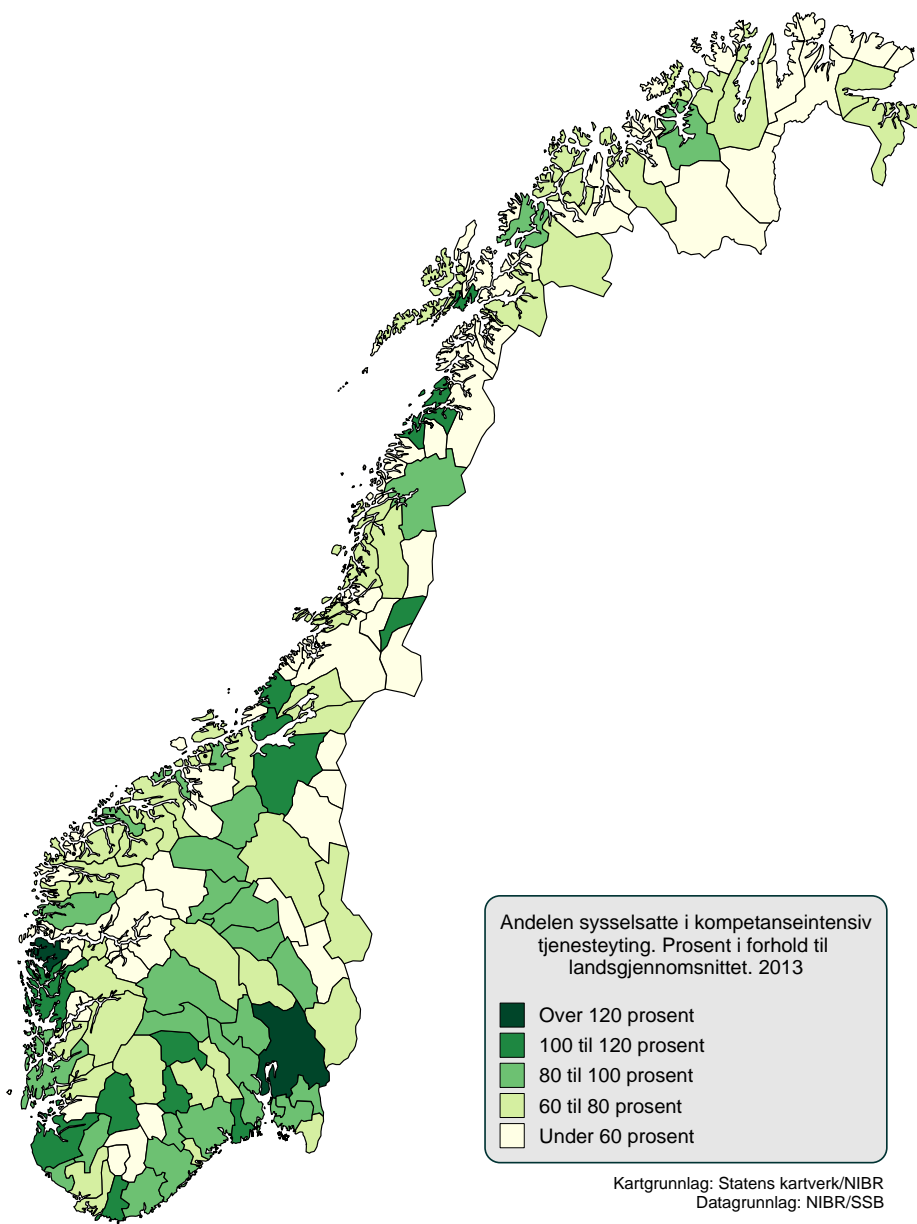 Andelen sysselsatte i kompetanseintensiv
tjenesteyting. Prosent i forhold til
landsgjennomsnittet. 2013
Over 120 prosent
100 til 120 prosent
80 til 100 prosent
60 til 80 prosent
Under 60 prosent
Kartgrunnlag: Statens kartverk/NIBR
Datagrunnlag: NIBR/SSB